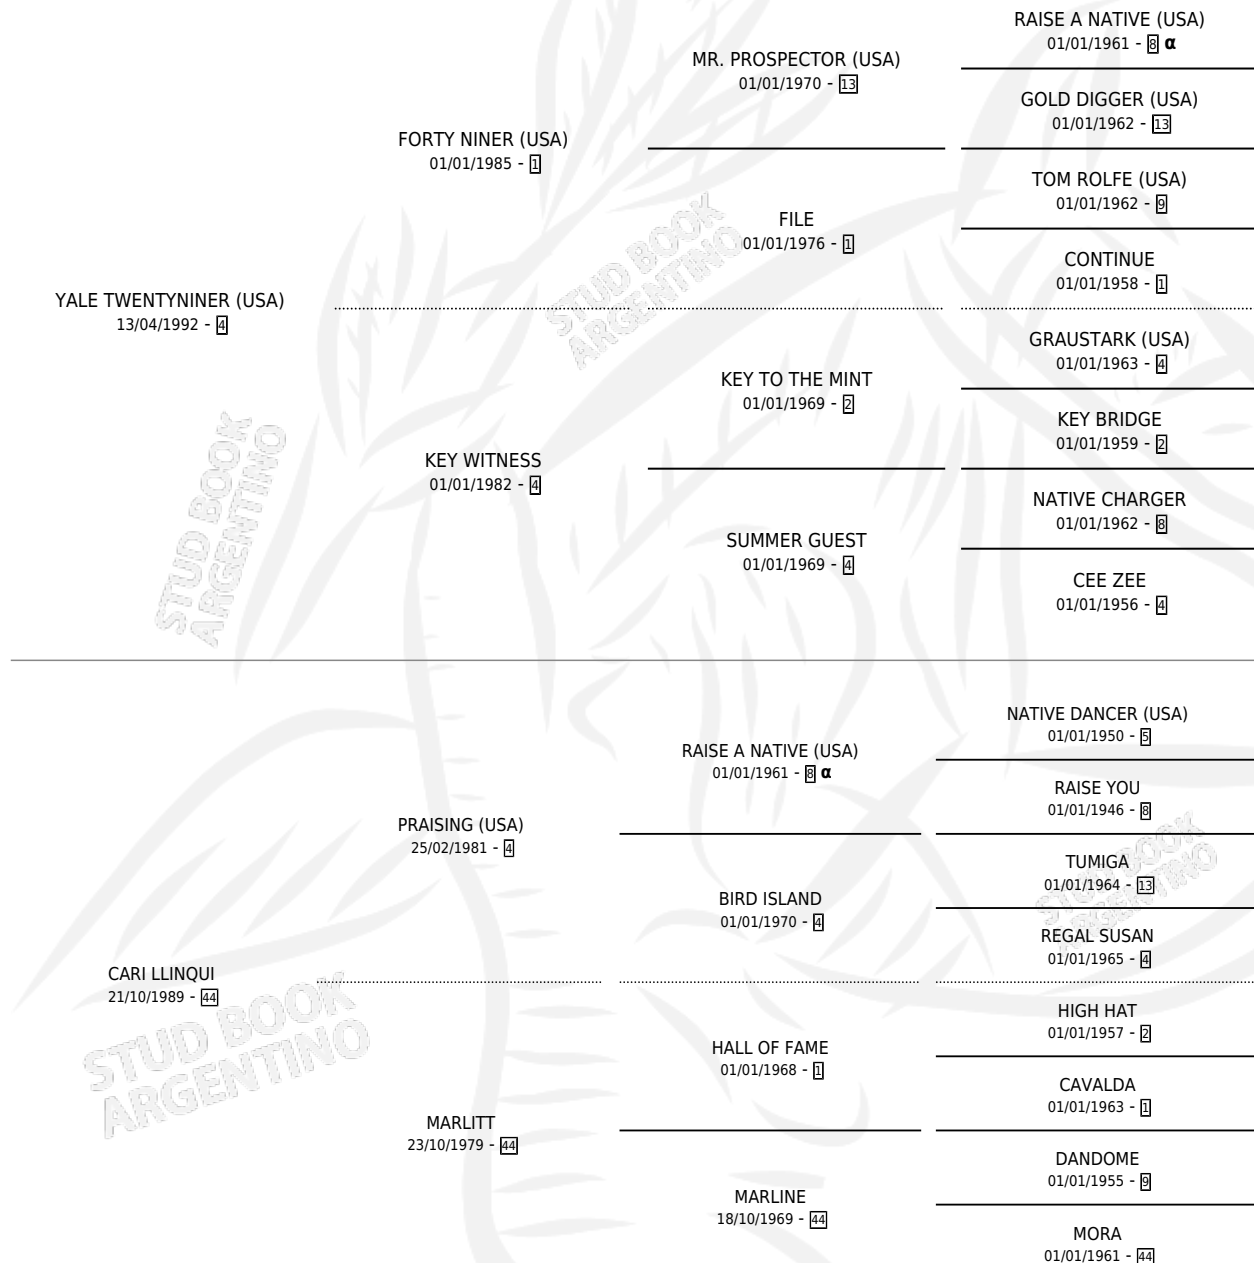 RAISE A NATIVE (USA)
01/01/1961 - 8 α
MR. PROSPECTOR (USA)
01/01/1970 - 13
GOLD DIGGER (USA)
01/01/1962 - 13
FORTY NINER (USA)
01/01/1985 - 1
TOM ROLFE (USA)
01/01/1962 - 9
FILE
01/01/1976 - 1
CONTINUE
01/01/1958 - 1
YALE TWENTYNINER (USA)
13/04/1992 - 4
GRAUSTARK (USA)
01/01/1963 - 4
KEY TO THE MINT
01/01/1969 - 2
KEY BRIDGE
01/01/1959 - 2
KEY WITNESS
01/01/1982 - 4
NATIVE CHARGER
01/01/1962 - 8
SUMMER GUEST
01/01/1969 - 4
CEE ZEE
01/01/1956 - 4
NATIVE DANCER (USA)
01/01/1950 - 5
RAISE A NATIVE (USA)
01/01/1961 - 8 α
RAISE YOU
01/01/1946 - 8
PRAISING (USA)
25/02/1981 - 4
TUMIGA
01/01/1964 - 13
BIRD ISLAND
01/01/1970 - 4
REGAL SUSAN
01/01/1965 - 4
CARI LLINQUI
21/10/1989 - 44
HIGH HAT
01/01/1957 - 2
HALL OF FAME
01/01/1968 - 1
CAVALDA
01/01/1963 - 1
MARLITT
23/10/1979 - 44
DANDOME
01/01/1955 - 9
MARLINE
18/10/1969 - 44
MORA
01/01/1961 - 44
STUD BOOK
ARGENTINO
STUD BOOK
ARGENTINO
STUD BOOK
ARGENTINO
STUD BOOK
ARGENTINO